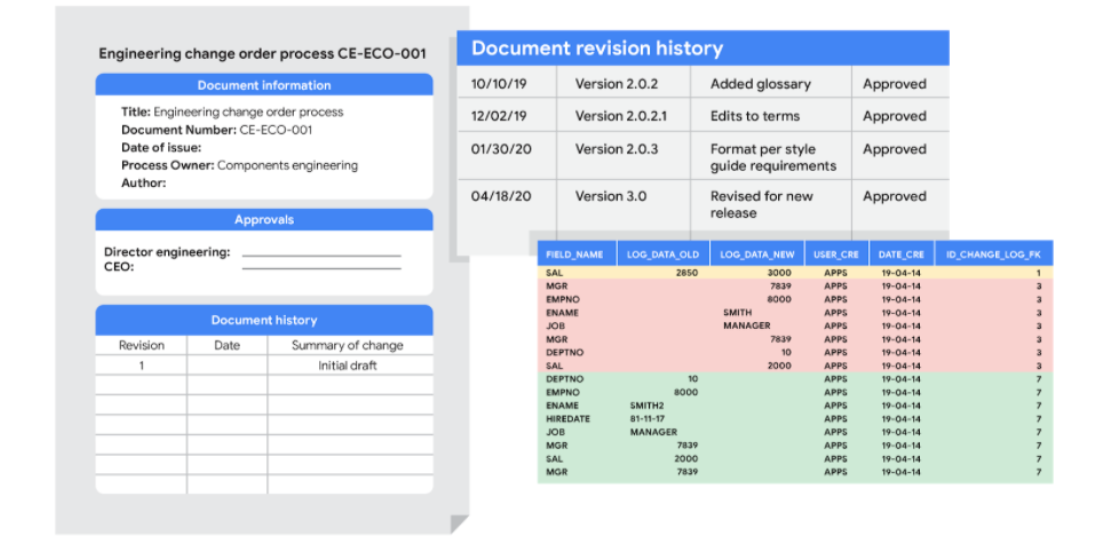 Engineering change order process CE-ECO-001
Document information
Title: Engineering change order process
Document Number: CE-ECO-001
Date of issue:
Process Owner: Components engineering
Author:
Approvals
Director engineering:
CEO:
Document history
Revision Date Summary of change
1 Initial draft
Document revision history
10/10/19 Version 2.0.2 Added glossary Approved
12/02/19 Version 2.0.2.1 Edits to terms Approved
01/30/20 Version 2.0.3 Format per style Approved
guide requirements
04/18/20 Version 3.0 Revised for new Approved
release
FIELD_NAME LOG_DATA_OLD LOG_DATA_NEW USER_CRE DATE_CRE ID_CHANGE_LOG_FK
SAL 2850 3000 APPS 19-04-14 1
MGR 7839 APPS 19-04-14 3
EMPNO 8000 APPS 19-04-14 3
ENAME SMITH APPS 19-04-14 3
JOB MANAGER APPS 19-04-14 3
MGR 7839 APPS 19-04-14 3
DEPTNO 10 APPS 19-04-14 3
SAL 2000 APPS 19-04-14 3
DEPTNO 10 APPS 19-04-14 7
EMPNO 8000 APPS 19-04-14 7
ENAME SMITH2 APPS 19-04-14 7
HIREDATE 81-11-17 APPS 19-04-14 7
JOB MANAGER APPS 19-04-14 7
MGR 7839 APPS 19-04-14 7
SAL 2000 APPS 19-04-14 7
MGR 7839 APPS 19-04-14 7